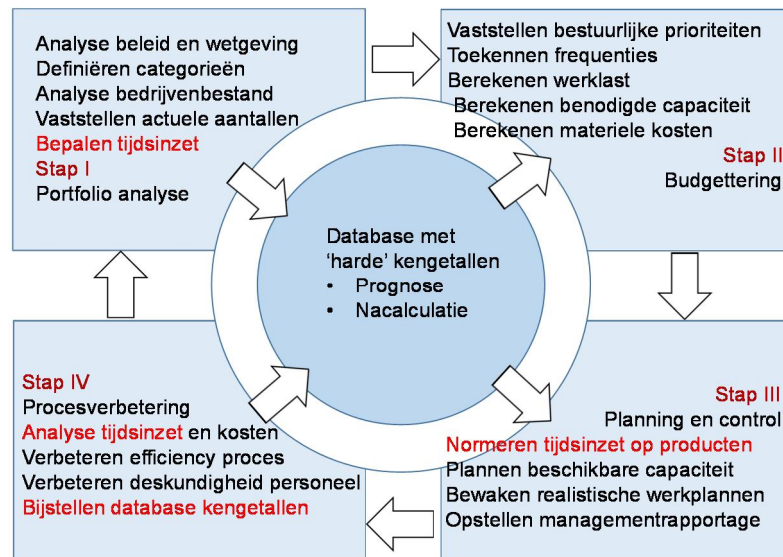 Analyse beleid en wetgeving
Definiëren categorieën
Analyse bedrijvenbestand
Vaststellen actuele aantallen
Bepalen tijdsinzet
Stap I
Portfolio analyse
Vaststellen bestuurlijke prioriteiten
Toekennen frequenties
Berekenen werklast
Berekenen benodigde capaciteit
Berekenen materiele kosten
Stap II
Budgettering
Database met
‘harde’ kengetallen
• Prognose
• Nacalculatie
Stap IV
Procesverbetering
Analyse tijdsinzet en kosten
Verbeteren efficiency proces
Verbeteren deskundigheid personeel
Bijstellen database kengetallen
Stap III
Planning en control
Normeren tijdsinzet op producten
Plannen beschikbare capaciteit
Bewaken realistische werkplannen
Opstellen managementrapportage